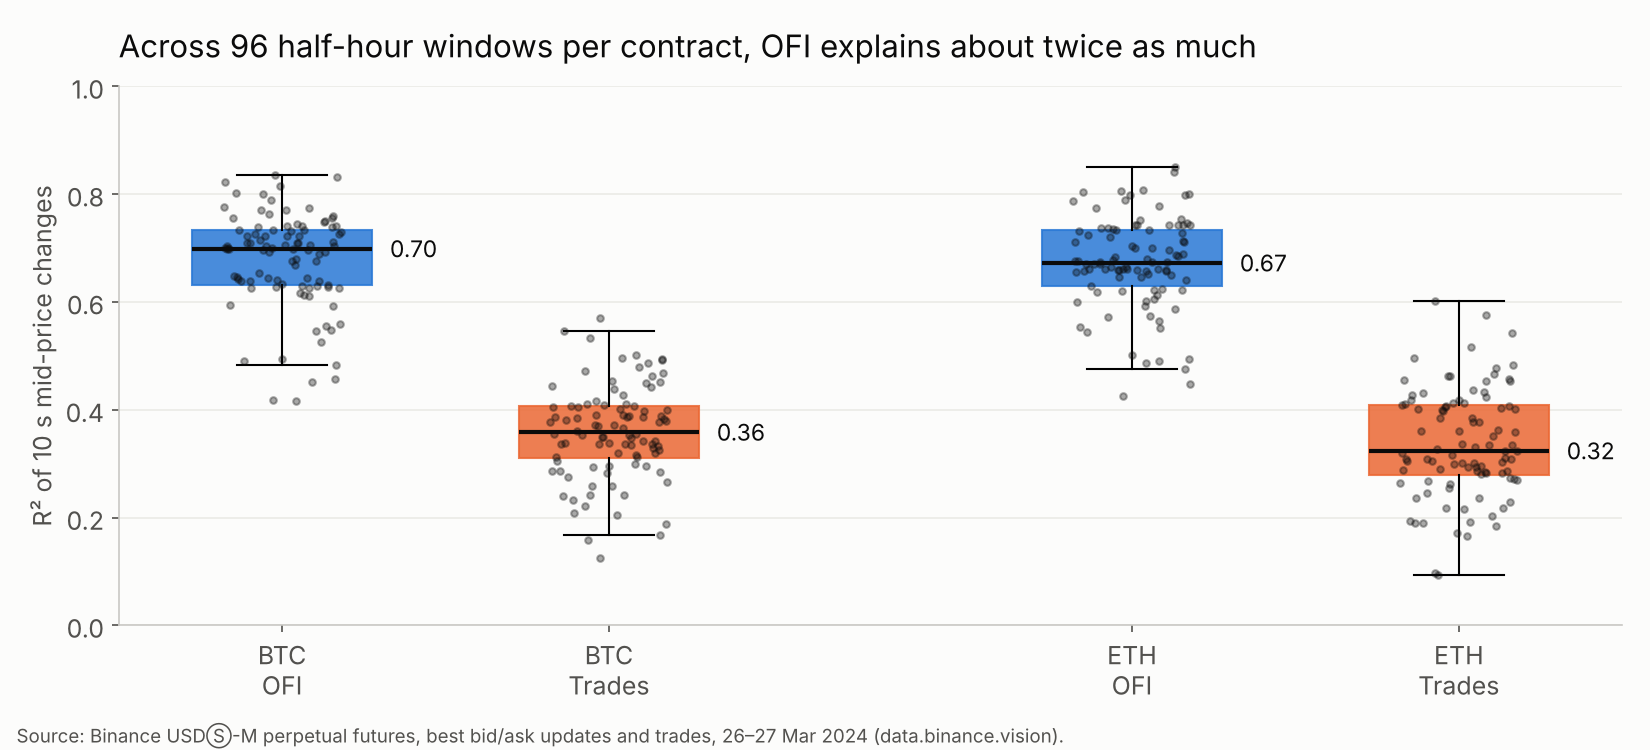 Across 96 half-hour windows per contract, OFI explains about twice as much
R² of 10 s mid-price changes
1.0
0.8
0.6
0.4
0.2
0.0
0.70
0.36
0.67
0.32
BTC
OFI
BTC
Trades
ETH
OFI
ETH
Trades
Source: Binance USDⓈ-M perpetual futures, best bid/ask updates and trades, 26–27 Mar 2024 (data.binance.vision).